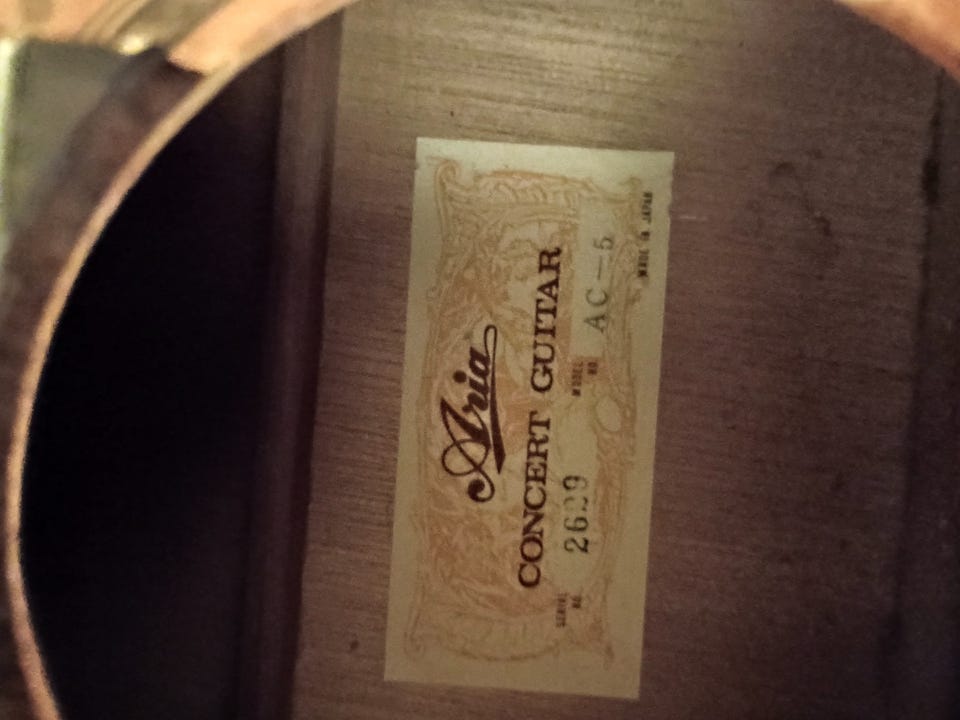 Aria
CONCERT GUITAR
SERIAL NO. MODEL NO AC-5
MADE IN JAPAN